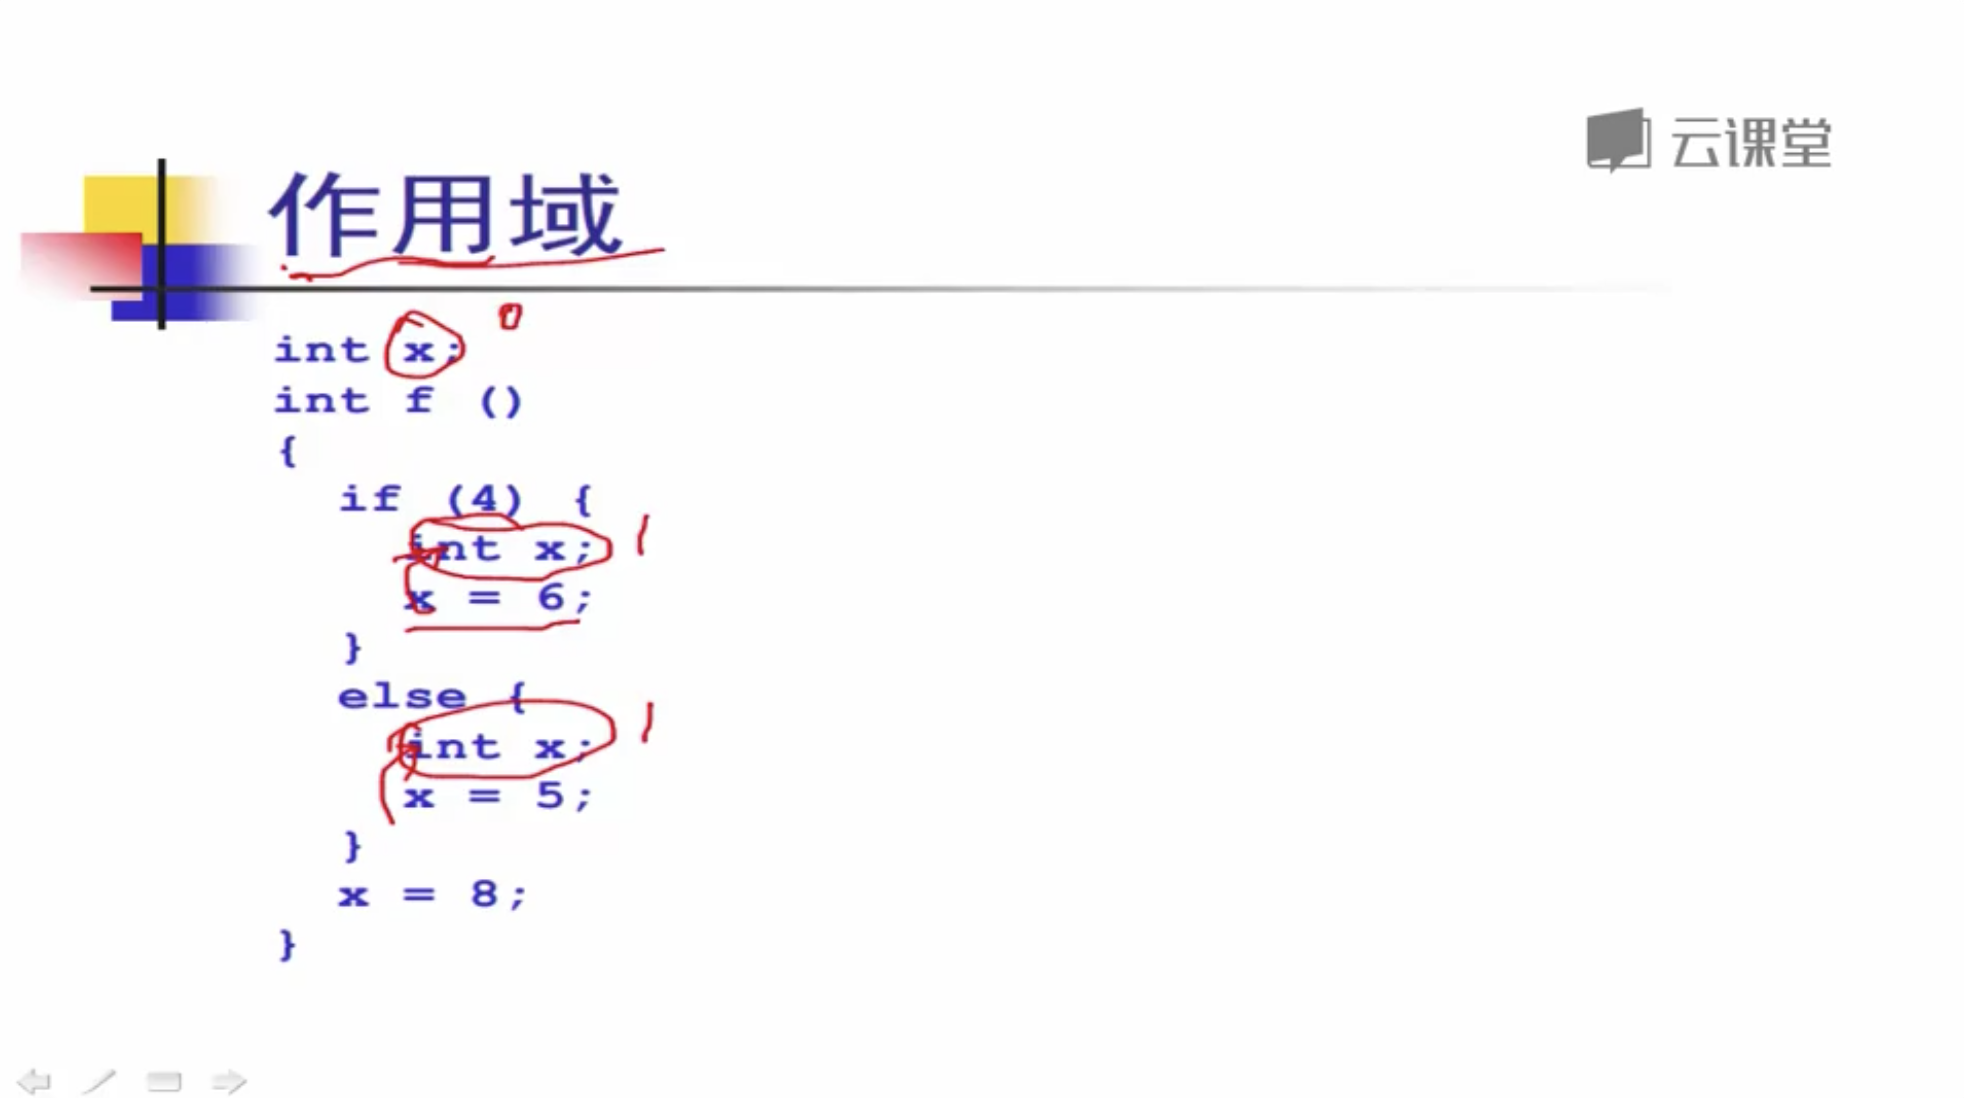 云课堂
作用域
0
int x;
int f ()
{
if (4) {
int x; 1
x = 6;
}
else {
int x; 1
x = 5;
}
x = 8;
}